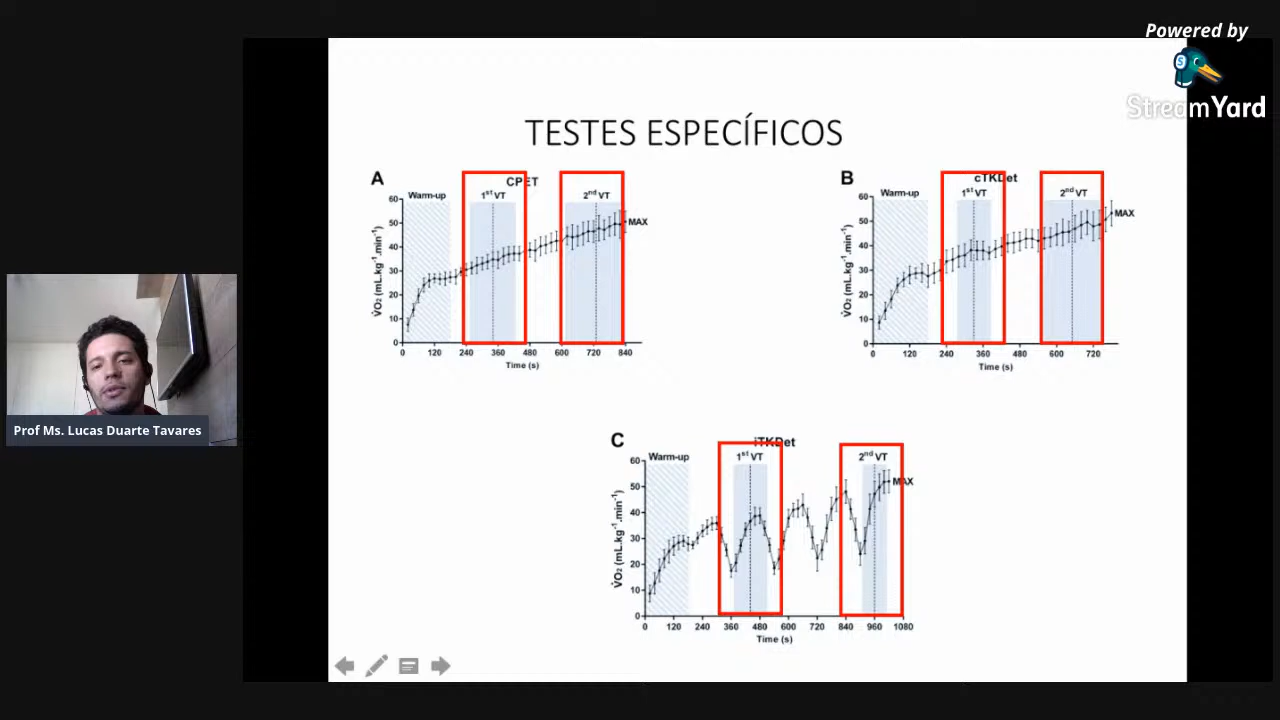 Powered by
StreamYard
TESTES ESPECÍFICOS
A
CPET
Warm-up
1st VT
2nd VT
MAX
60
50
40
30
20
10
0
V̇O2 (mL.kg-1.min-1)
0 120 240 360 480 600 720 840
Time (s)
B
cTKDet
Warm-up
1st VT
2nd VT
MAX
60
50
40
30
20
10
0
V̇O2 (mL.kg-1.min-1)
0 120 240 360 480 600 720
Time (s)
Prof Ms. Lucas Duarte Tavares
C
iTKDet
Warm-up
1st VT
2nd VT
MAX
60
50
40
30
20
10
0
V̇O2 (mL.kg-1.min-1)
0 120 240 360 480 600 720 840 960 1080
Time (s)